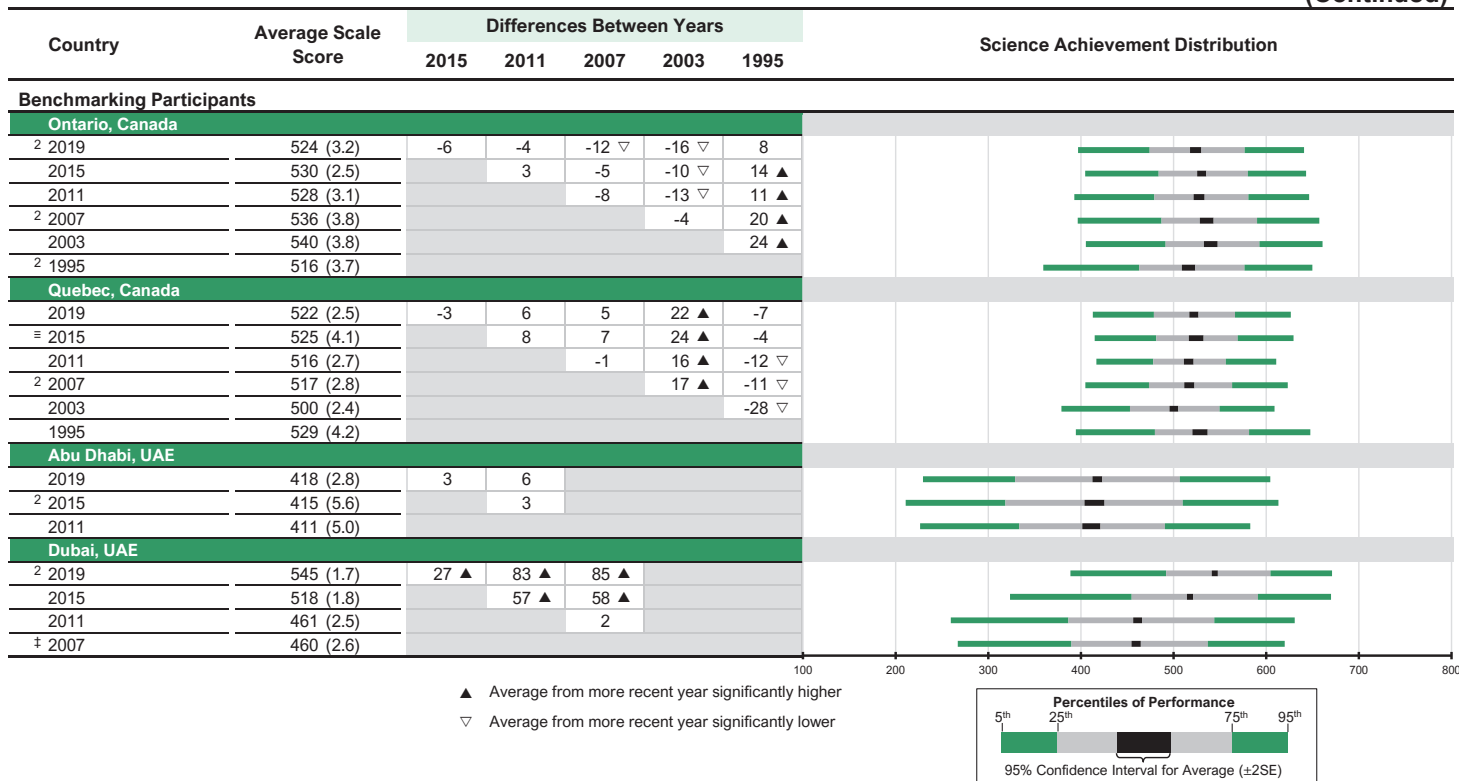 (Continued)
Country Average Scale Score Differences Between Years Science Achievement Distribution
2015 2011 2007 2003 1995
Benchmarking Participants
Ontario, Canada
2 2019 524 (3.2) -6 -4 -12 ▽ -16 ▽ 8
2015 530 (2.5) 3 -5 -10 ▽ 14 ▲
2011 528 (3.1) -8 -13 ▽ 11 ▲
2 2007 536 (3.8) -4 20 ▲
2003 540 (3.8) 24 ▲
2 1995 516 (3.7)
Quebec, Canada
2019 522 (2.5) -3 6 5 22 ▲ -7
≡ 2015 525 (4.1) 8 7 24 ▲ -4
2011 516 (2.7) -1 16 ▲ -12 ▽
2 2007 517 (2.8) 17 ▲ -11 ▽
2003 500 (2.4) -28 ▽
1995 529 (4.2)
Abu Dhabi, UAE
2019 418 (2.8) 3 6
2 2015 415 (5.6) 3
2011 411 (5.0)
Dubai, UAE
2 2019 545 (1.7) 27 ▲ 83 ▲ 85 ▲
2015 518 (1.8) 57 ▲ 58 ▲
2011 461 (2.5) 2
‡ 2007 460 (2.6)
100 200 300 400 500 600 700 800
▲ Average from more recent year significantly higher
▽ Average from more recent year significantly lower
Percentiles of Performance
5th 25th 75th 95th
95% Confidence Interval for Average (±2SE)